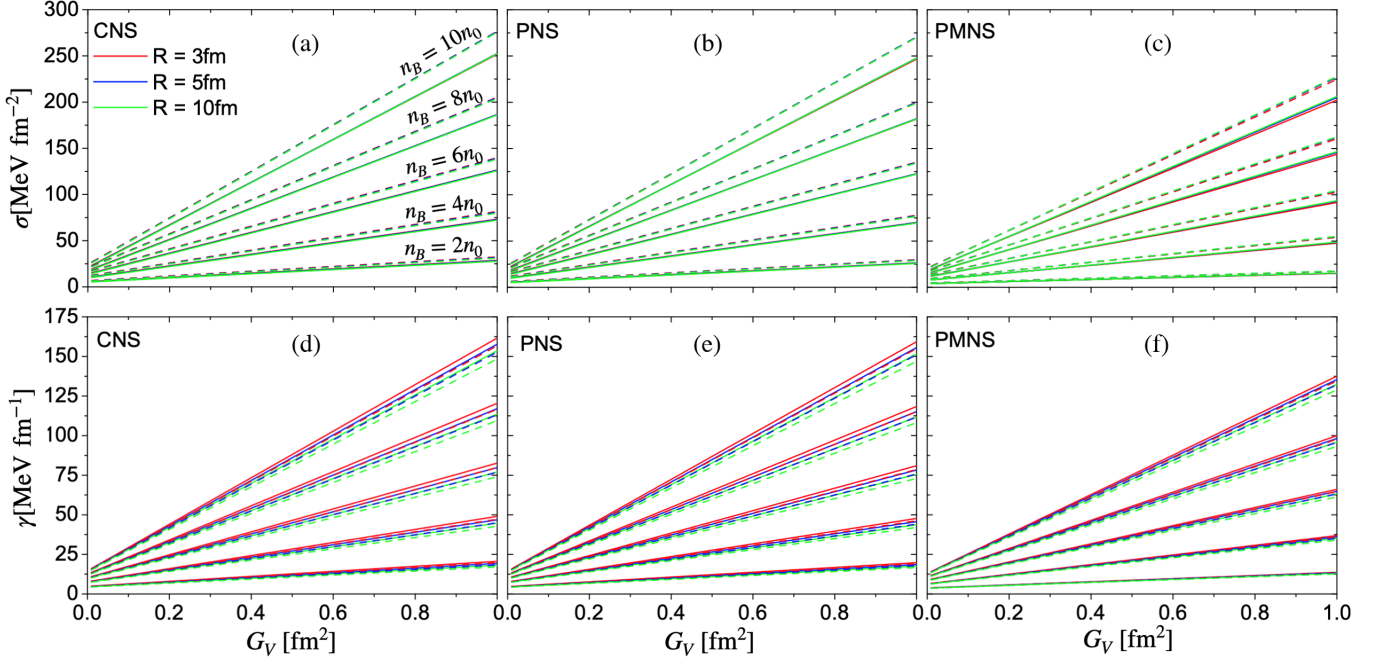 CNS
(a)
R = 3fm
R = 5fm
R = 10fm
n_B = 10n_0
n_B = 8n_0
n_B = 6n_0
n_B = 4n_0
n_B = 2n_0
PNS
(b)
PMNS
(c)
300
250
200
150
100
50
0
σ[MeV fm⁻²]
CNS
(d)
PNS
(e)
PMNS
(f)
175
150
125
100
75
50
25
0
γ[MeV fm⁻¹]
0.0 0.2 0.4 0.6 0.8 0.0 0.2 0.4 0.6 0.8 0.0 0.2 0.4 0.6 0.8 1.0
G_V [fm²] G_V [fm²] G_V [fm²]